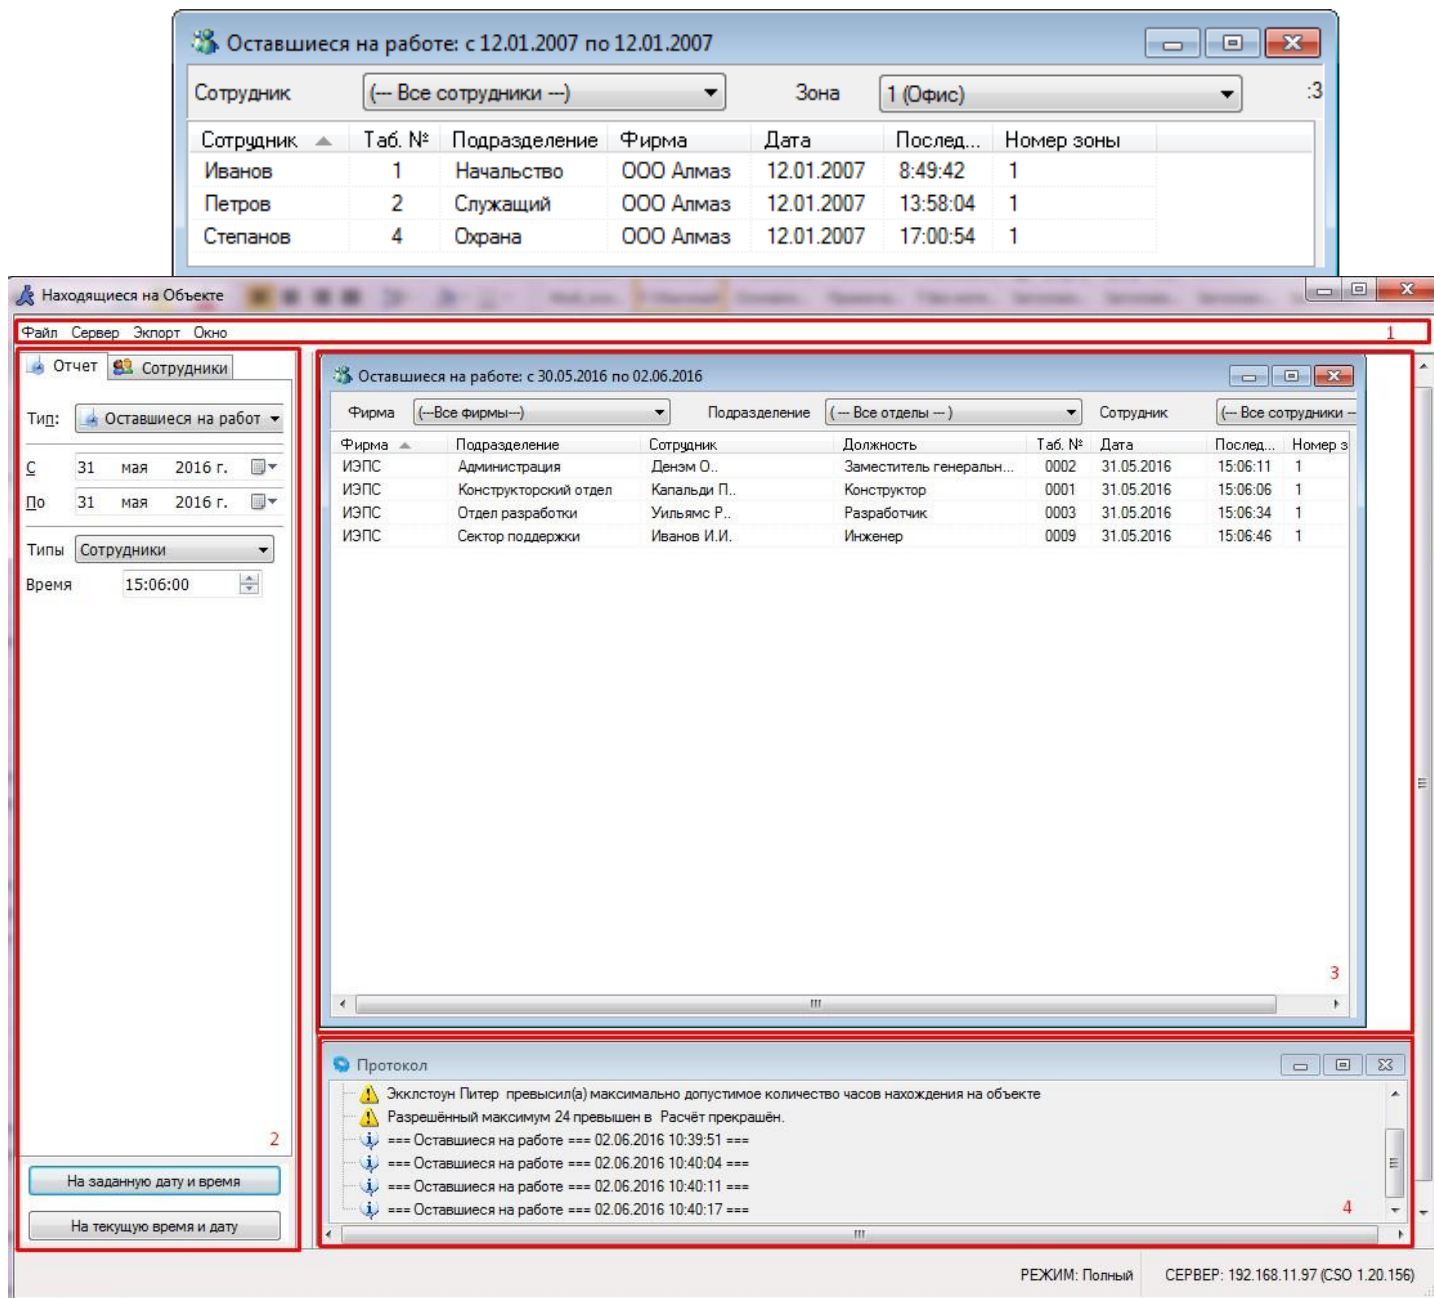 Оставшиеся на работе: с 12.01.2007 по 12.01.2007
Сотрудник (--- Все сотрудники ---) Зона 1 (Офис) :3
Сотрудник Таб. № Подразделение Фирма Дата Послед... Номер зоны
Иванов 1 Начальство ООО Алмаз 12.01.2007 8:49:42 1
Петров 2 Служащий ООО Алмаз 12.01.2007 13:58:04 1
Степанов 4 Охрана ООО Алмаз 12.01.2007 17:00:54 1
Находящиеся на Объекте
Файл Сервер Экспорт Окно 1
Отчет Сотрудники
Тип: Оставшиеся на работ
С 31 мая 2016 г.
По 31 мая 2016 г.
Типы Сотрудники
Время 15:06:00
2
На заданную дату и время
На текущую время и дату
Оставшиеся на работе: с 30.05.2016 по 02.06.2016
Фирма (---Все фирмы---) Подразделение (--- Все отделы --- ) Сотрудник (--- Все сотрудники -
Фирма Подразделение Сотрудник Должность Таб. № Дата Послед... Номер з
ИЭПС Администрация Денэм О.. Заместитель генеральн... 0002 31.05.2016 15:06:11 1
ИЭПС Конструкторский отдел Капальди П.. Конструктор 0001 31.05.2016 15:06:06 1
ИЭПС Отдел разработки Уильямс Р.. Разработчик 0003 31.05.2016 15:06:34 1
ИЭПС Сектор поддержки Иванов И.И. Инженер 0009 31.05.2016 15:06:46 1
3
Протокол
Экклстоун Питер превысил(а) максимально допустимое количество часов нахождения на объекте
Разрешённый максимум 24 превышен в Расчёт прекращён.
=== Оставшиеся на работе === 02.06.2016 10:39:51 ===
=== Оставшиеся на работе === 02.06.2016 10:40:04 ===
=== Оставшиеся на работе === 02.06.2016 10:40:11 ===
=== Оставшиеся на работе === 02.06.2016 10:40:17 ===
4
РЕЖИМ: Полный СЕРВЕР: 192.168.11.97 (CSO 1.20.156)